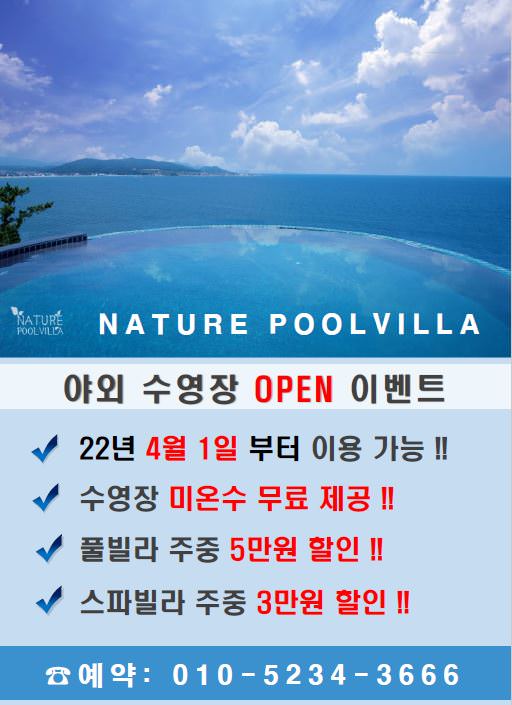 NATURE
POOLVILLA
NATURE POOLVILLA
야외 수영장 OPEN 이벤트
22년 4월 1일 부터 이용 가능 !!
수영장 미온수 무료 제공 !!
풀빌라 주중 5만원 할인 !!
스파빌라 주중 3만원 할인 !!
☎예약: 010-5234-3666